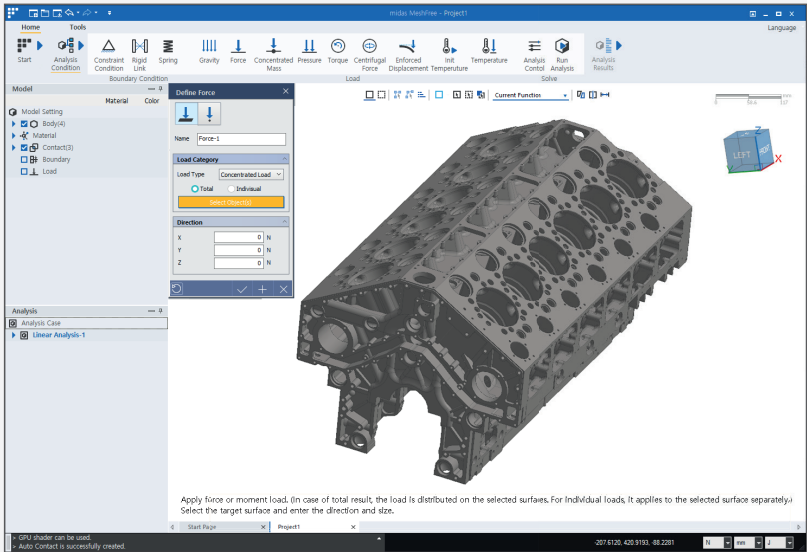 midas MeshFree - Project1
Home Tools Language
Start
Analysis Condition
Constraint Condition
Rigid Link
Spring
Gravity
Force
Concentrated Mass
Pressure
Torque
Centrifugal Force
Enforced Displacement
Init Temperature
Temperature
Analysis Contol
Run Analysis
Analysis Results
Boundary Condition Load Solve
Model
Material Color
Model Setting
Body(4)
Material
Contact(3)
Boundary
Load
Define Force
Name Force-1
Load Category
Load Type Concentrated Load
Total Indivisual
Select Object(s)
Direction
X 0 N
Y 0 N
Z 0 N
Current Function
mm
0 58.6 117
LEFT
Z
X
Y
Analysis
Analysis Case
Linear Analysis-1
Apply force or moment load. (In case of total result, the load is distributed on the selected surfaxes. For individual loads, it applies to the selected surface separately.)
Select the target surface and enter the direction and size.
Start Page Project1
> GPU shader can be used.
> Auto Contact is successfully created.
-207.6120, 420.9193, -88.2281 N mm J